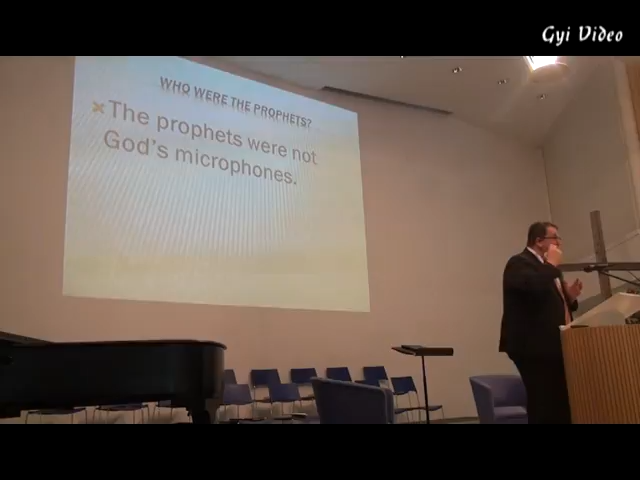 Gyi Video
WHO WERE THE PROPHETS?
The prophets were not
God's microphones.